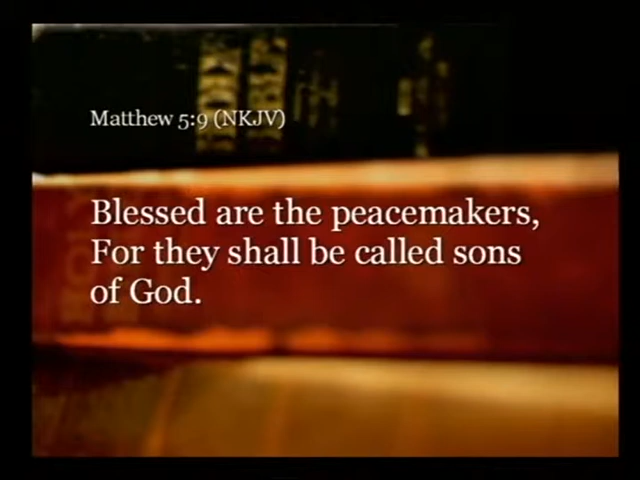 Matthew 5:9 (NKJV)
Blessed are the peacemakers,
For they shall be called sons
of God.